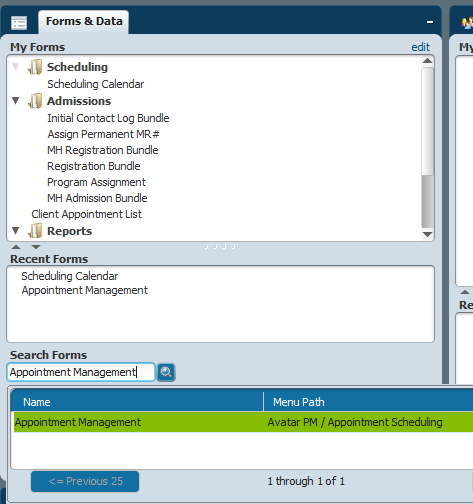 Forms & Data
My Forms edit
Scheduling
Scheduling Calendar
Admissions
Initial Contact Log Bundle
Assign Permanent MR#
MH Registration Bundle
Registration Bundle
Program Assignment
MH Admission Bundle
Client Appointment List
Reports
Recent Forms
Scheduling Calendar
Appointment Management
Search Forms
Appointment Management
Name Menu Path
Appointment Management Avatar PM / Appointment Scheduling
<= Previous 25 1 through 1 of 1
My
Re